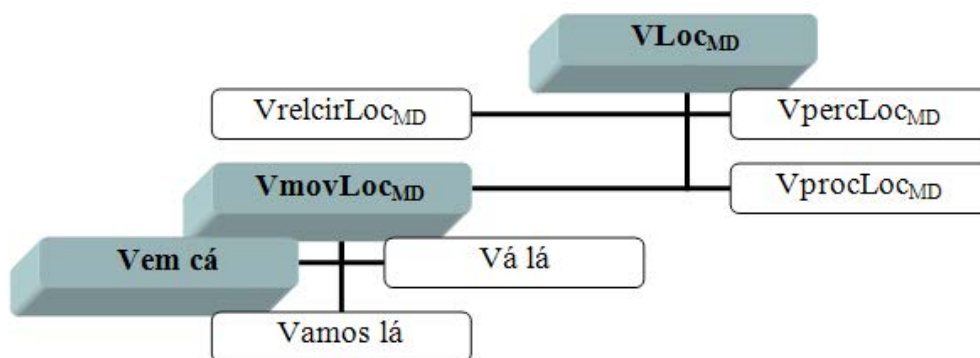 VLocMD
VrelcirLocMD
VpercLocMD
VmovLocMD
VprocLocMD
Vem cá
Vá lá
Vamos lá